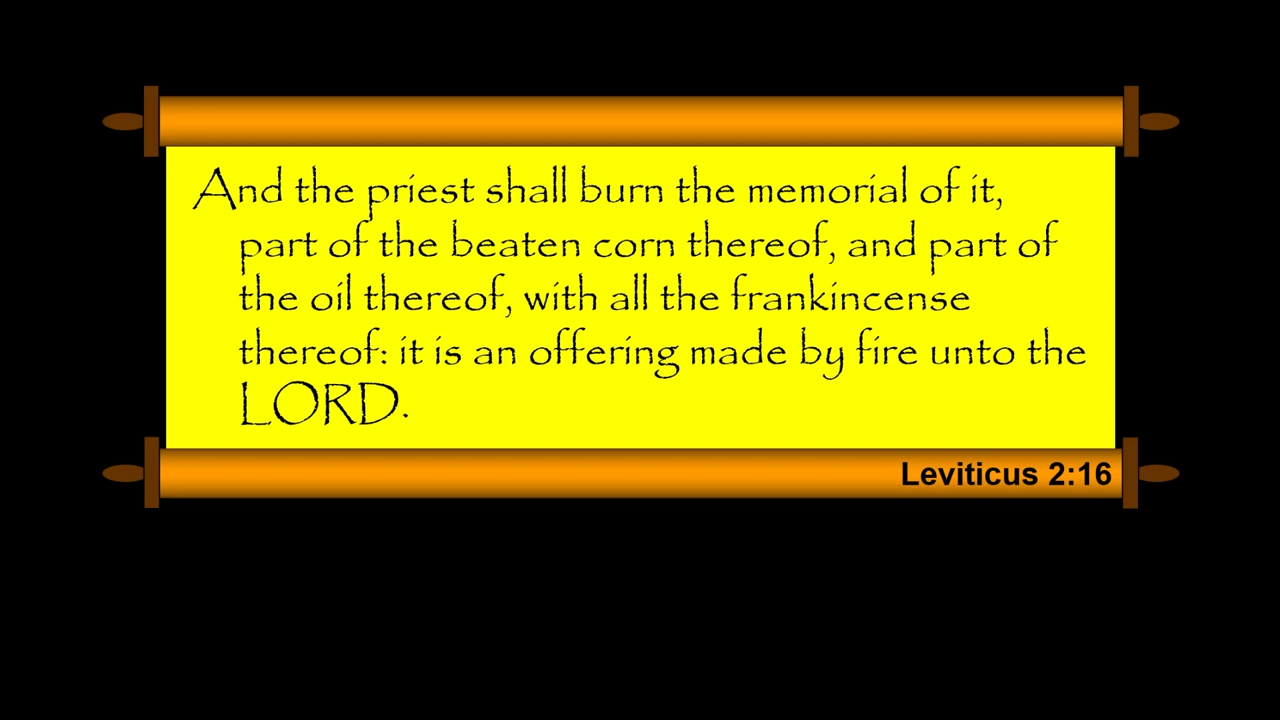 And the priest shall burn the memorial of it,
part of the beaten corn thereof, and part of
the oil thereof, with all the frankincense
thereof: it is an offering made by fire unto the
LORD.
Leviticus 2:16